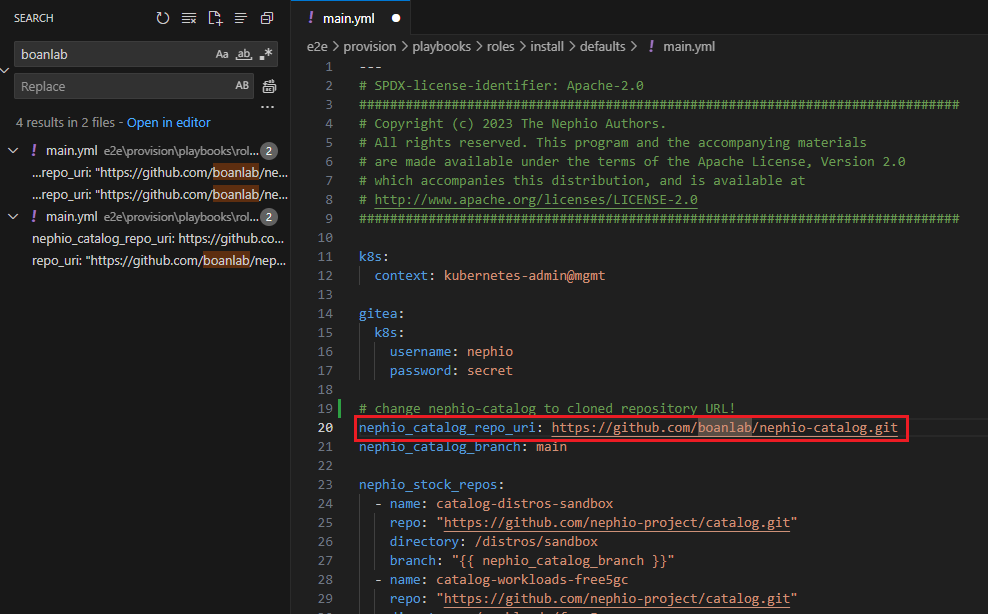 SEARCH
boanlab
Aa ab .*
Replace
AB
4 results in 2 files - Open in editor
! main.yml e2e\provision\playbooks\rol... 2
...repo_uri: "https://github.com/boanlab/ne...
...repo_uri: "https://github.com/boanlab/ne...
! main.yml e2e\provision\playbooks\rol... 2
nephio_catalog_repo_uri: https://github.co...
repo_uri: "https://github.com/boanlab/nep...
! main.yml ●
e2e > provision > playbooks > roles > install > defaults > ! main.yml
1 ---
2 # SPDX-license-identifier: Apache-2.0
3 ##############################################################################
4 # Copyright (c) 2023 The Nephio Authors.
5 # All rights reserved. This program and the accompanying materials
6 # are made available under the terms of the Apache License, Version 2.0
7 # which accompanies this distribution, and is available at
8 # http://www.apache.org/licenses/LICENSE-2.0
9 ##############################################################################
10
11 k8s:
12   context: kubernetes-admin@mgmt
13
14 gitea:
15   k8s:
16     username: nephio
17     password: secret
18
19 # change nephio-catalog to cloned repository URL!
20 nephio_catalog_repo_uri: https://github.com/boanlab/nephio-catalog.git
21 nephio_catalog_branch: main
22
23 nephio_stock_repos:
24   - name: catalog-distros-sandbox
25     repo: "https://github.com/nephio-project/catalog.git"
26     directory: /distros/sandbox
27     branch: "{{ nephio_catalog_branch }}"
28   - name: catalog-workloads-free5gc
29     repo: "https://github.com/nephio-project/catalog.git"